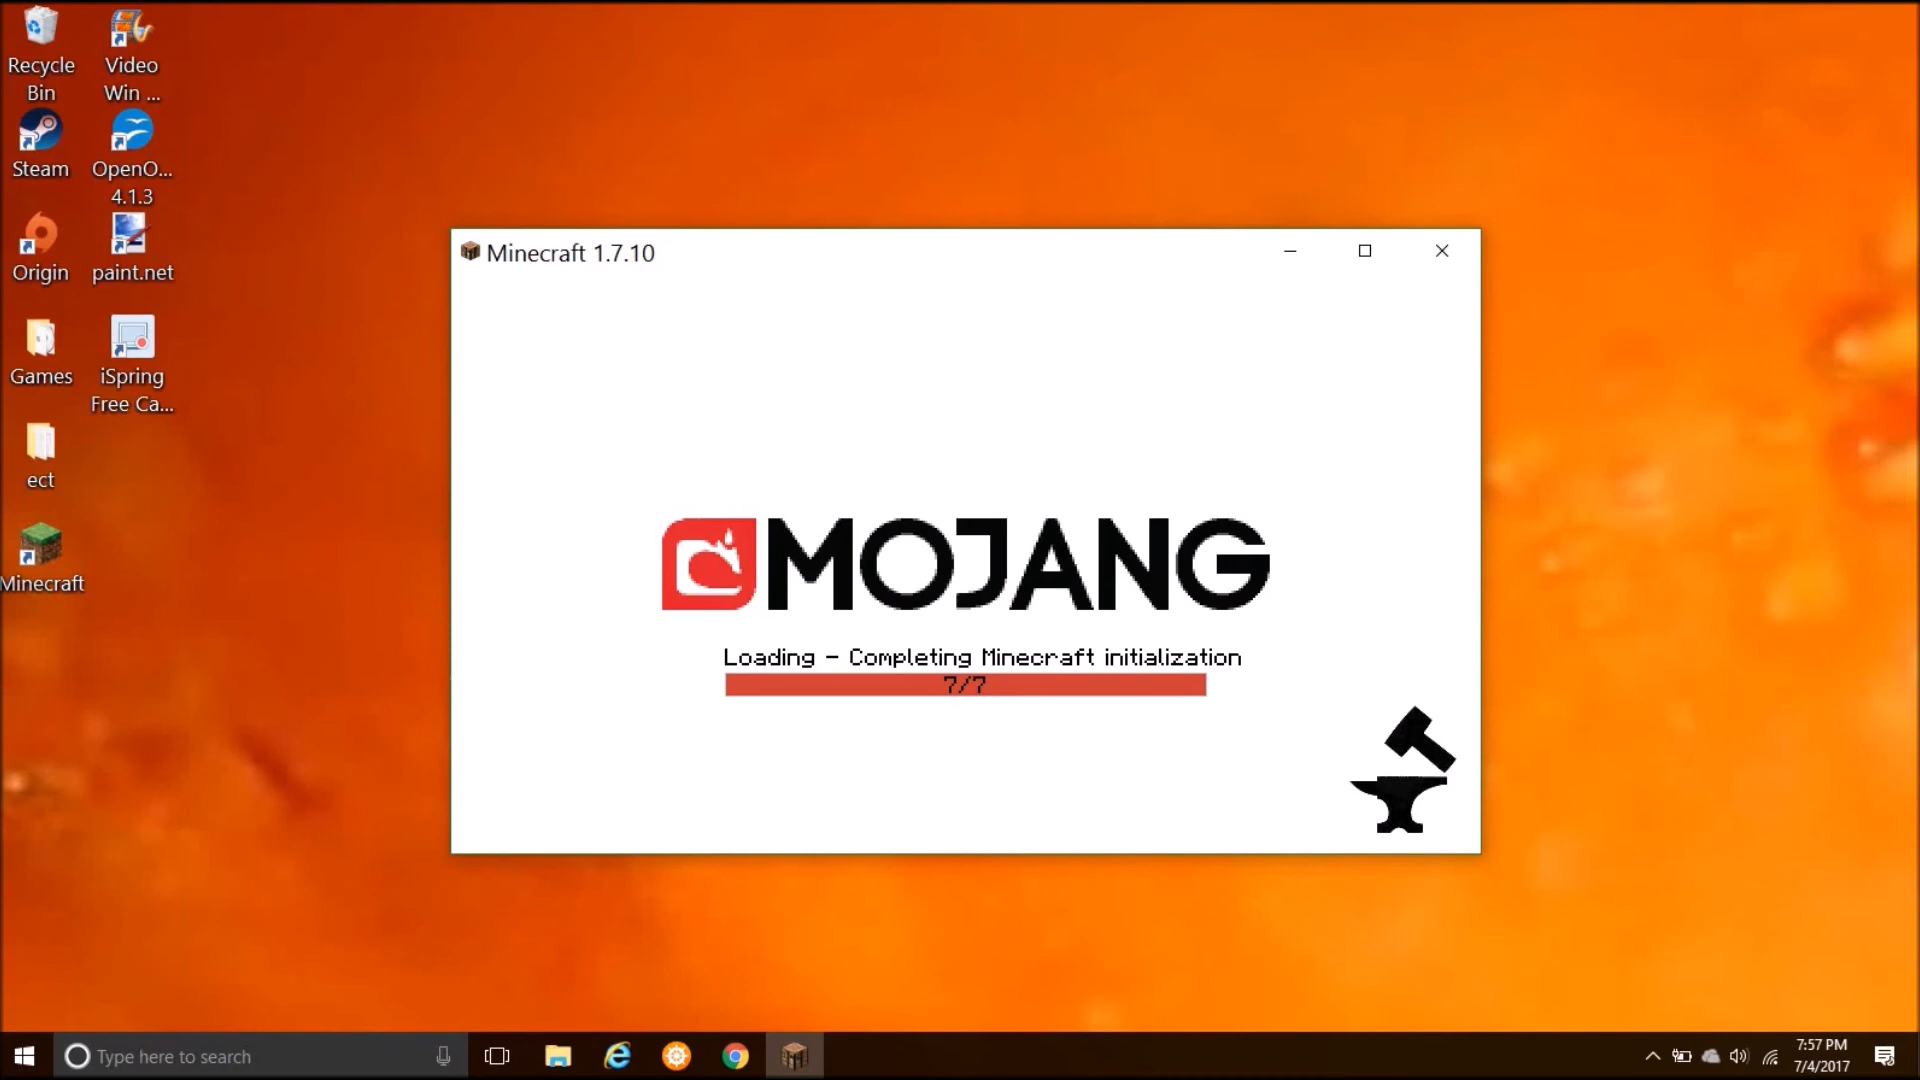 Recycle
Bin
Video
Win ...
Steam
OpenO...
4.1.3
Origin
paint.net
Games
iSpring
Free Ca...
ect
Minecraft
Minecraft 1.7.10
MOJANG
Loading - Completing Minecraft initialization
7/7
Type here to search
7:57 PM
7/4/2017